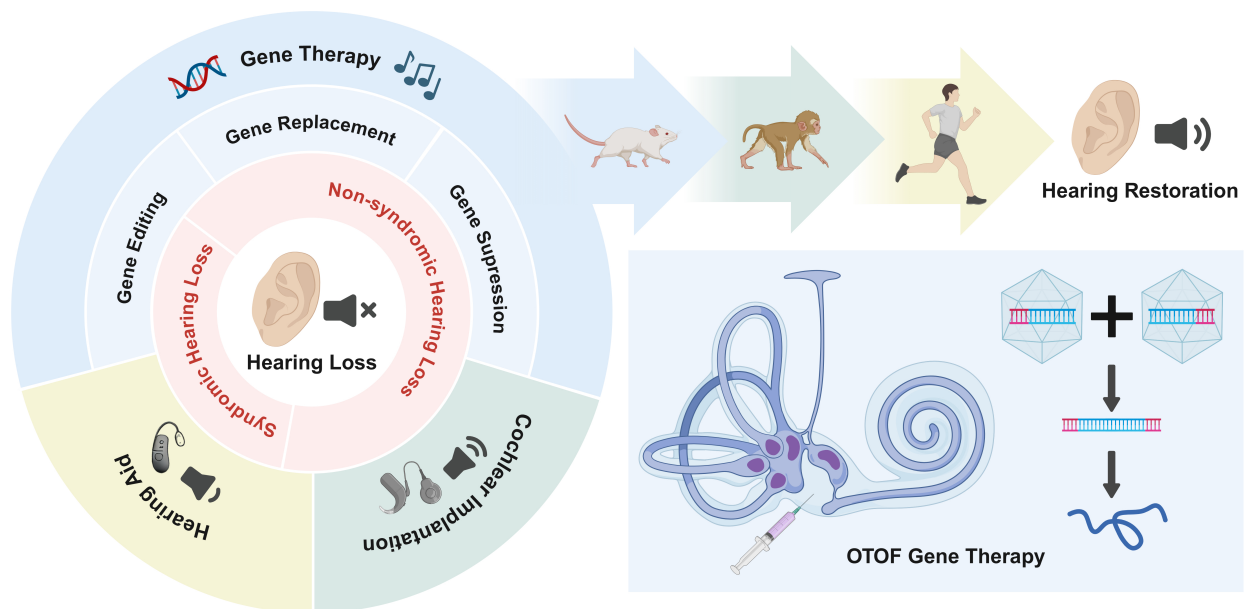 Gene Therapy
Gene Replacement
Gene Editing
Gene Supression
Non-syndromic Hearing Loss
Syndromic Hearing Loss
Hearing Loss
Hearing Aid
Cochlear Implantation
Hearing Restoration
OTOF Gene Therapy